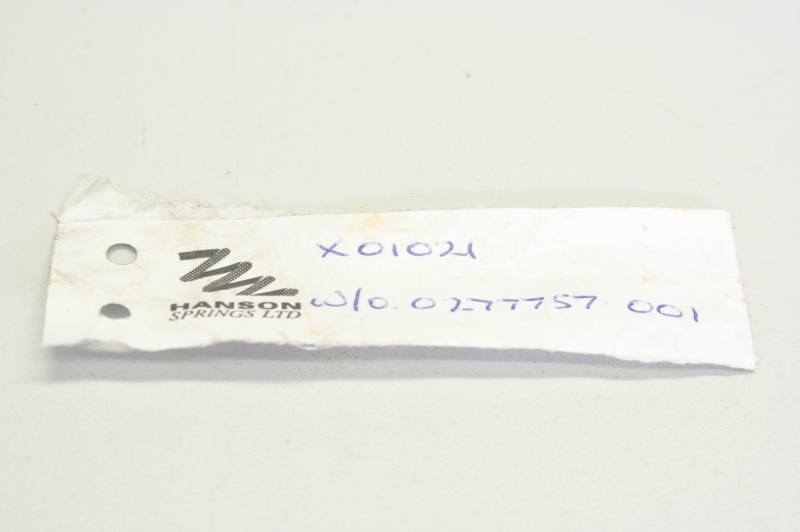 X01021
HANSON
SPRINGS LTD
W/O. 0277757 001